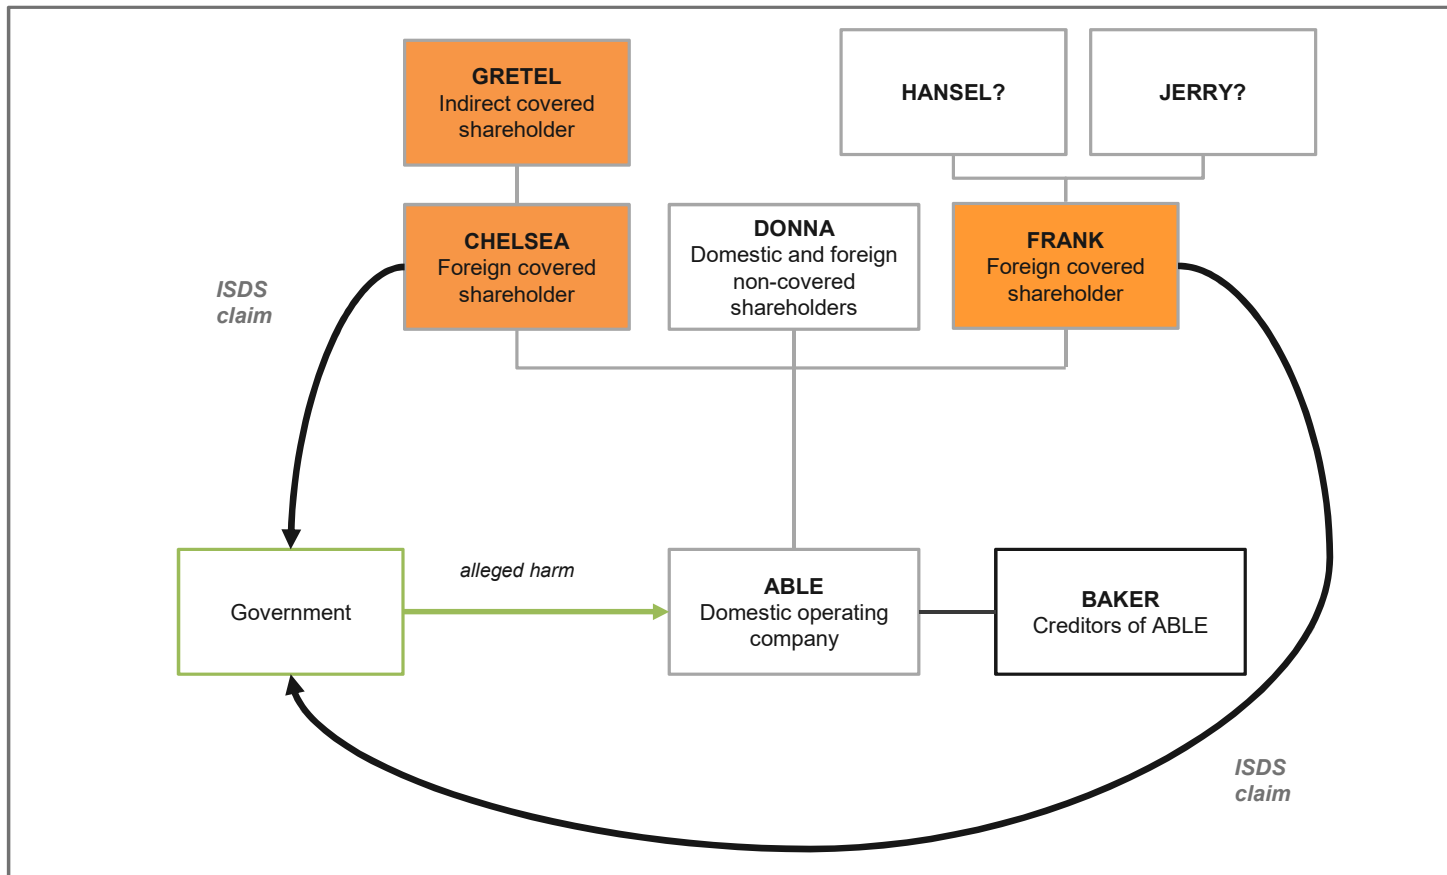 GRETEL
Indirect covered
shareholder
HANSEL?
JERRY?
CHELSEA
Foreign covered
shareholder
DONNA
Domestic and foreign
non-covered
shareholders
FRANK
Foreign covered
shareholder
ISDS
claim
Government
alleged harm
ABLE
Domestic operating
company
BAKER
Creditors of ABLE
ISDS
claim